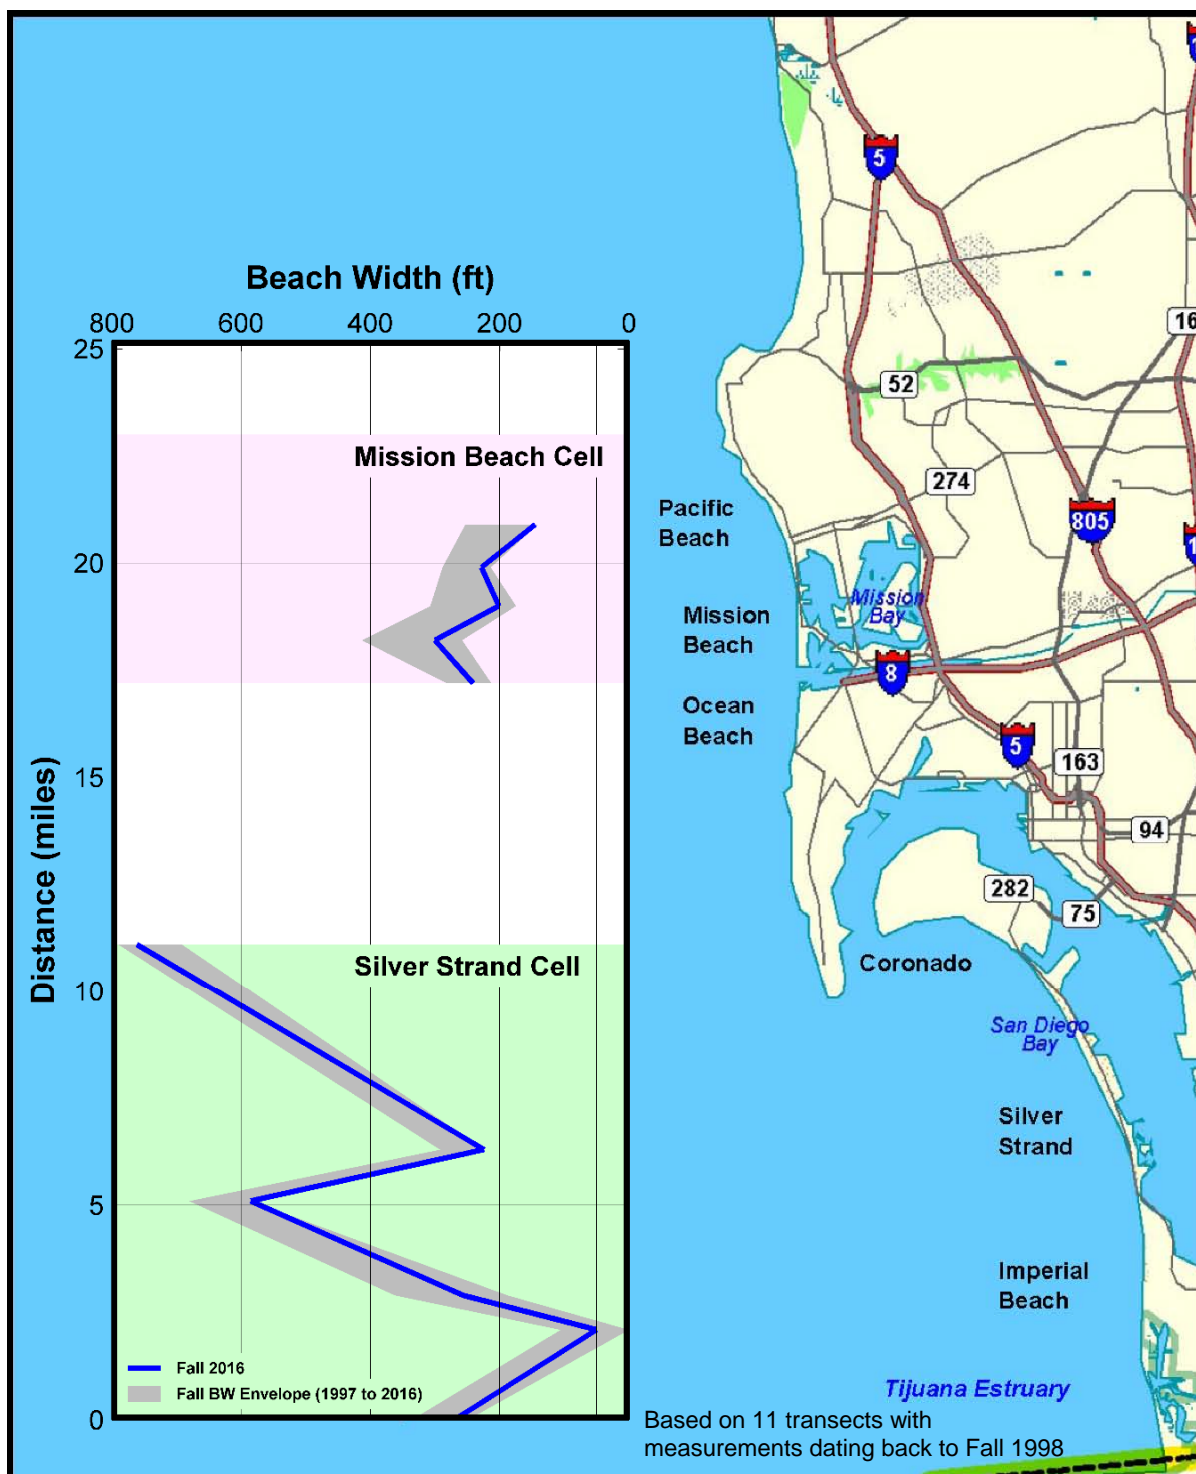 Beach Width (ft)
800 600 400 200 0
25
20
15
10
5
0
Distance (miles)
Mission Beach Cell
Silver Strand Cell
Fall 2016
Fall BW Envelope (1997 to 2016)
5
16
52
274
805
Pacific
Beach
Mission
Bay
Mission
Beach
8
Ocean
Beach
5
163
94
282
75
Coronado
San Diego
Bay
Silver
Strand
Imperial
Beach
Tijuana Estruary
Based on 11 transects with
measurements dating back to Fall 1998